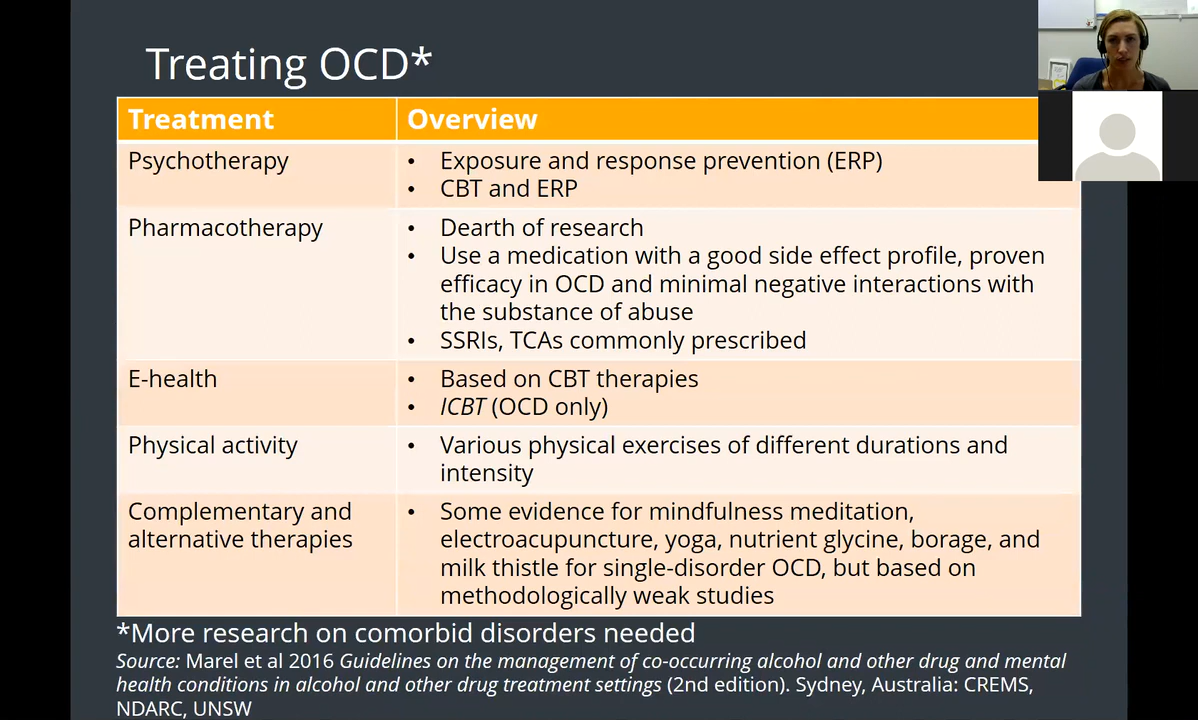 Treating OCD*
Treatment
Overview
Psychotherapy
• Exposure and response prevention (ERP)
• CBT and ERP
Pharmacotherapy
• Dearth of research
• Use a medication with a good side effect profile, proven
efficacy in OCD and minimal negative interactions with
the substance of abuse
• SSRIs, TCAs commonly prescribed
E-health
• Based on CBT therapies
• ICBT (OCD only)
Physical activity
• Various physical exercises of different durations and
intensity
Complementary and
alternative therapies
• Some evidence for mindfulness meditation,
electroacupuncture, yoga, nutrient glycine, borage, and
milk thistle for single-disorder OCD, but based on
methodologically weak studies
*More research on comorbid disorders needed
Source: Marel et al 2016 Guidelines on the management of co-occurring alcohol and other drug and mental
health conditions in alcohol and other drug treatment settings (2nd edition). Sydney, Australia: CREMS,
NDARC, UNSW